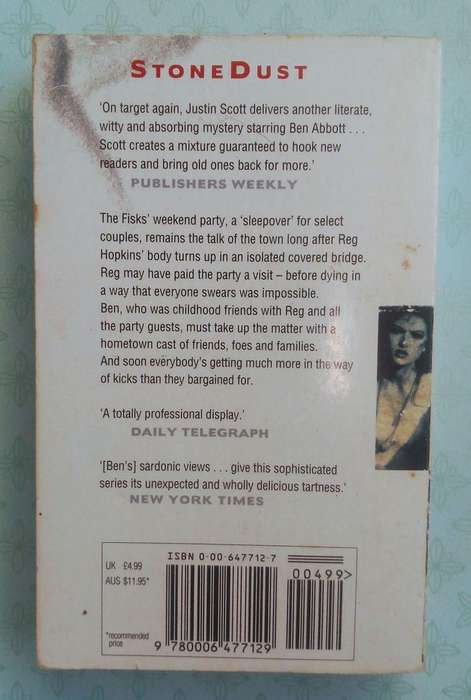 STONEDUST
'On target again, Justin Scott delivers another literate,
witty and absorbing mystery starring Ben Abbott . . .
Scott creates a mixture guaranteed to hook new
readers and bring old ones back for more.'
PUBLISHERS WEEKLY
The Fisks' weekend party, a 'sleepover' for select
couples, remains the talk of the town long after Reg
Hopkins' body turns up in an isolated covered bridge.
Reg may have paid the party a visit – before dying in
a way that everyone swears was impossible.
Ben, who was childhood friends with Reg and all
the party guests, must take up the matter with a
hometown cast of friends, foes and families.
And soon everybody's getting much more in the way
of kicks than they bargained for.
'A totally professional display.'
DAILY TELEGRAPH
'[Ben's] sardonic views . . . give this sophisticated
series its unexpected and wholly delicious tartness.'
NEW YORK TIMES
ISBN 0-00-647712-7
UK £4.99
AUS $11.95*
00499>
*recommended
price
9 780006 477129